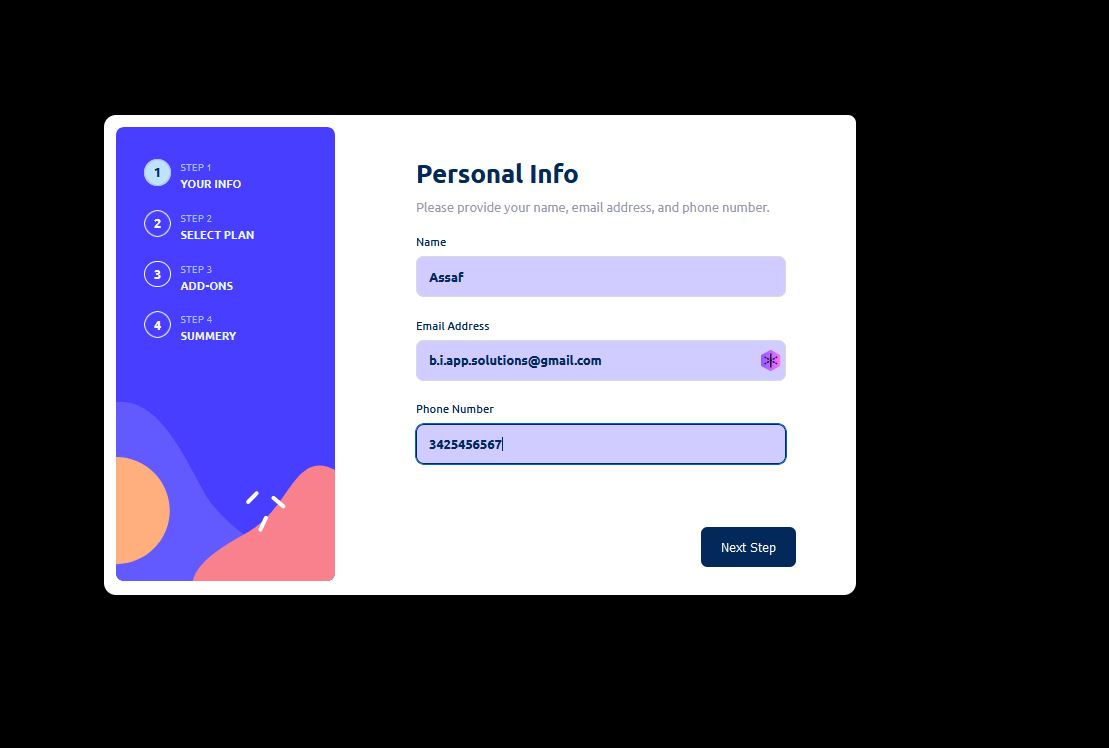 1
STEP 1
YOUR INFO
2
STEP 2
SELECT PLAN
3
STEP 3
ADD-ONS
4
STEP 4
SUMMERY
Personal Info
Please provide your name, email address, and phone number.
Name
Assaf
Email Address
b.i.app.solutions@gmail.com
Phone Number
3425456567
Next Step